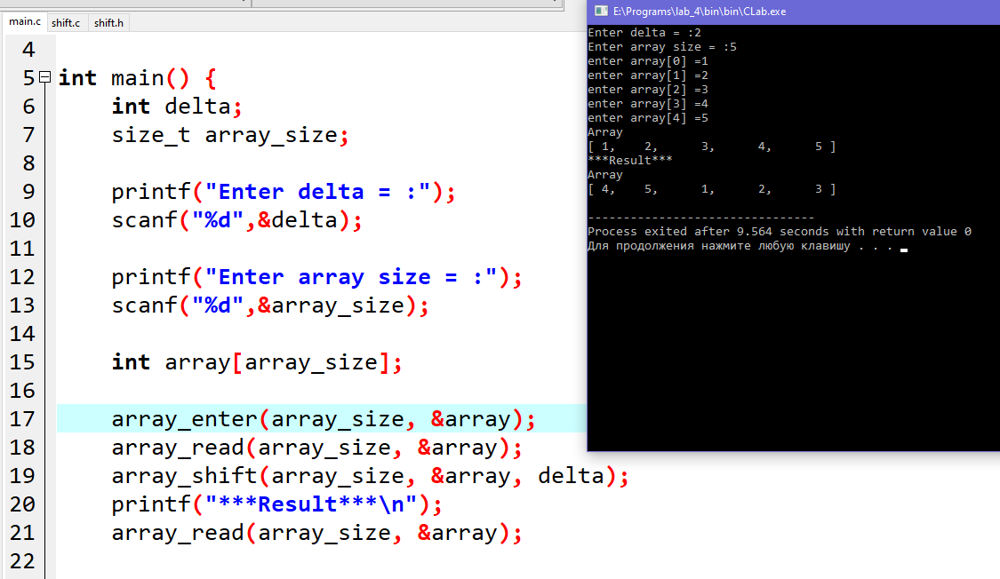 main.c shift.c shift.h
4
5 int main() {
6 int delta;
7 size_t array_size;
8
9 printf("Enter delta = :");
10 scanf("%d",&delta);
11
12 printf("Enter array size = :");
13 scanf("%d",&array_size);
14
15 int array[array_size];
16
17 array_enter(array_size, &array);
18 array_read(array_size, &array);
19 array_shift(array_size, &array, delta);
20 printf("***Result***\n");
21 array_read(array_size, &array);
22
E:\Programs\lab_4\bin\bin\CLab.exe
Enter delta = :2
Enter array size = :5
enter array[0] =1
enter array[1] =2
enter array[2] =3
enter array[3] =4
enter array[4] =5
Array
[ 1,    2,      3,      4,      5 ]
***Result***
Array
[ 4,    5,      1,      2,      3 ]
--------------------------------
Process exited after 9.564 seconds with return value 0
Для продолжения нажмите любую клавишу . . .